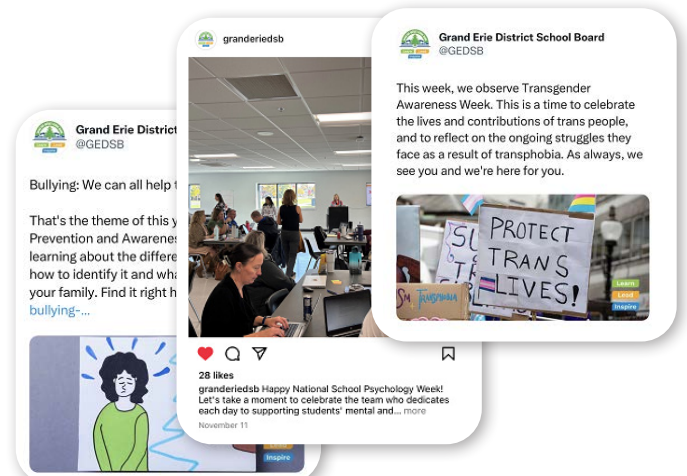 Grand Erie District
@GEDSB
Bullying: We can all help
That's the theme of this
Prevention and Awarenes
learning about the differe
how to identify it and wha
your family. Find it right h
bullying-...
Inspire
granderiedsb
28 likes
granderiedsb Happy National School Psychology Week!
Let's take a moment to celebrate the team who dedicates
each day to supporting students' mental and... more
November 11
Grand Erie District School Board
@GEDSB
This week, we observe Transgender
Awareness Week. This is a time to celebrate
the lives and contributions of trans people,
and to reflect on the ongoing struggles they
face as a result of transphobia. As always, we
see you and we're here for you.
PROTECT
TRANS
LIVES!
Learn
Lead
Inspire